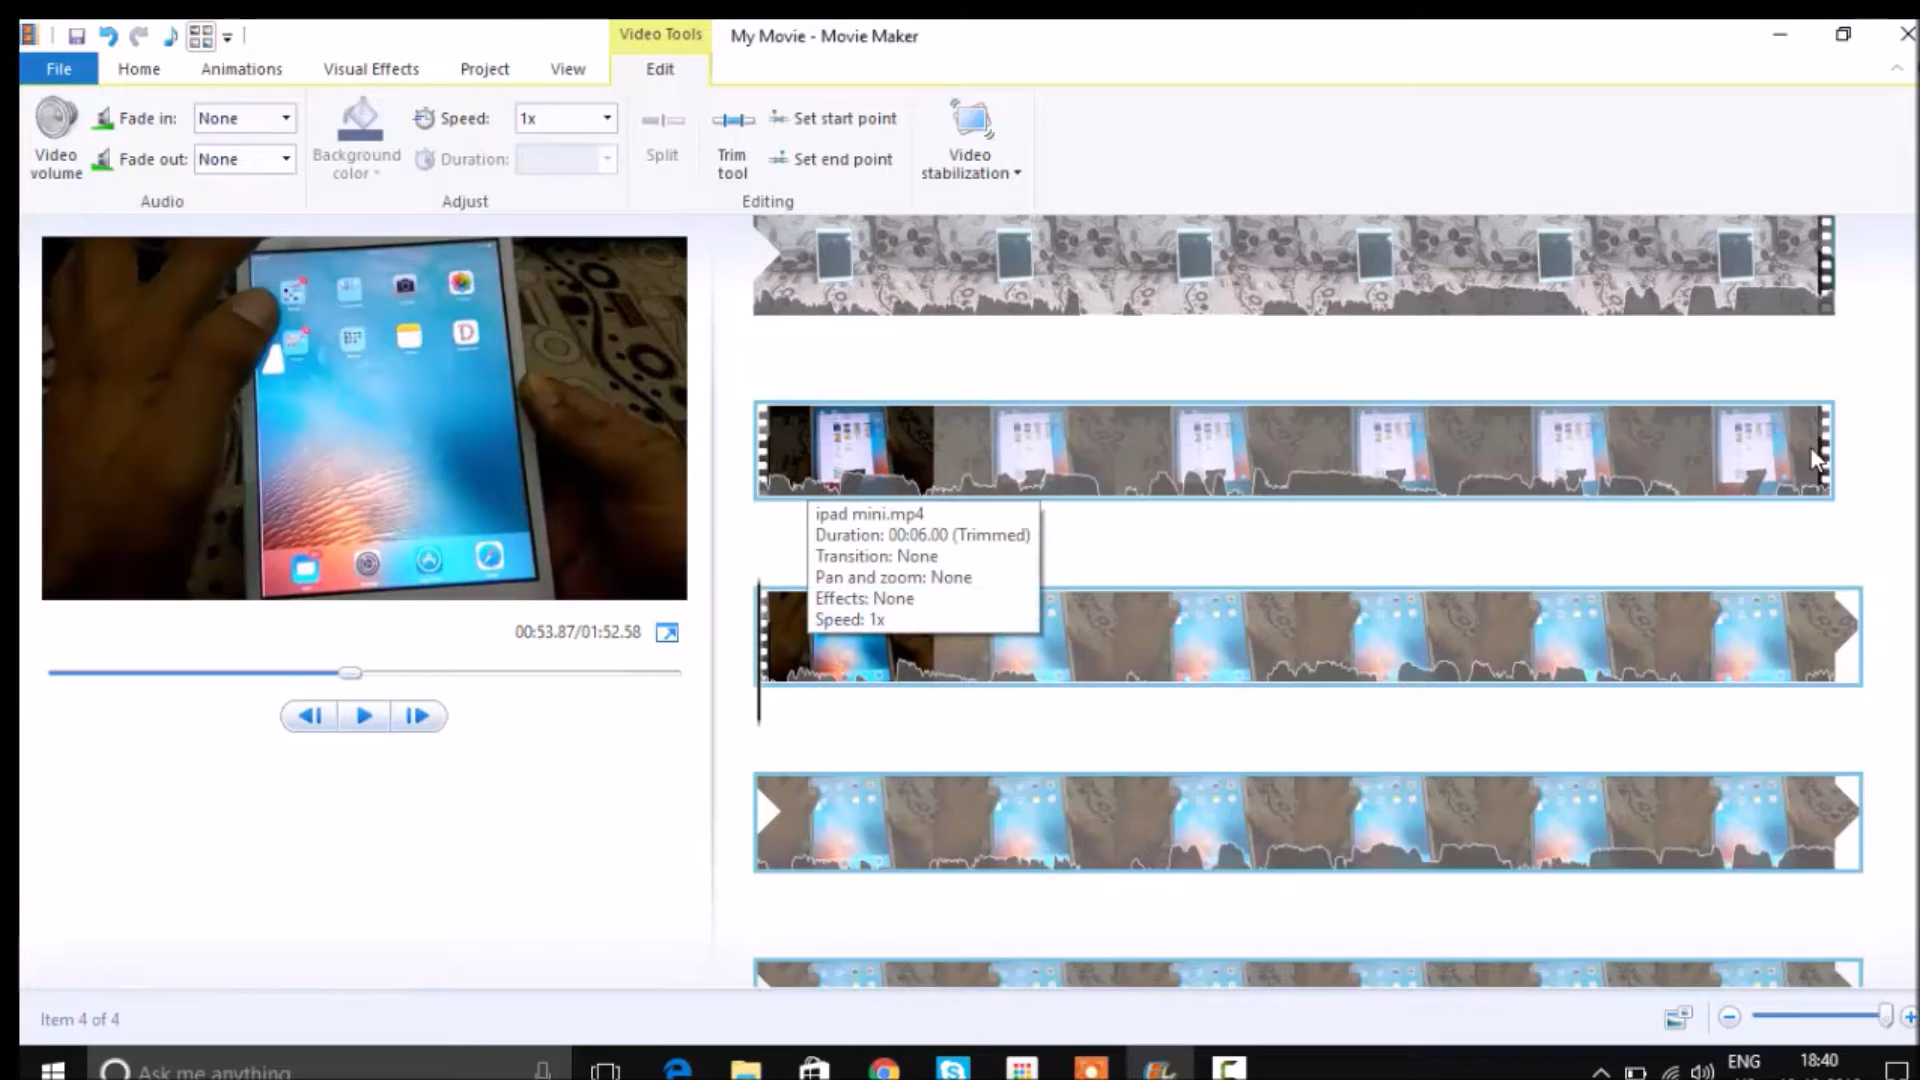 Video Tools
My Movie - Movie Maker
File
Home
Animations
Visual Effects
Project
View
Edit
Video volume
Fade in: None
Fade out: None
Audio
Background color
Speed: 1x
Duration:
Adjust
Split
Trim tool
Set start point
Set end point
Editing
Video stabilization
00:53.87/01:52.58
ipad mini.mp4
Duration: 00:06.00 (Trimmed)
Transition: None
Pan and zoom: None
Effects: None
Speed: 1x
Item 4 of 4
Ask me anything
ENG
18:40